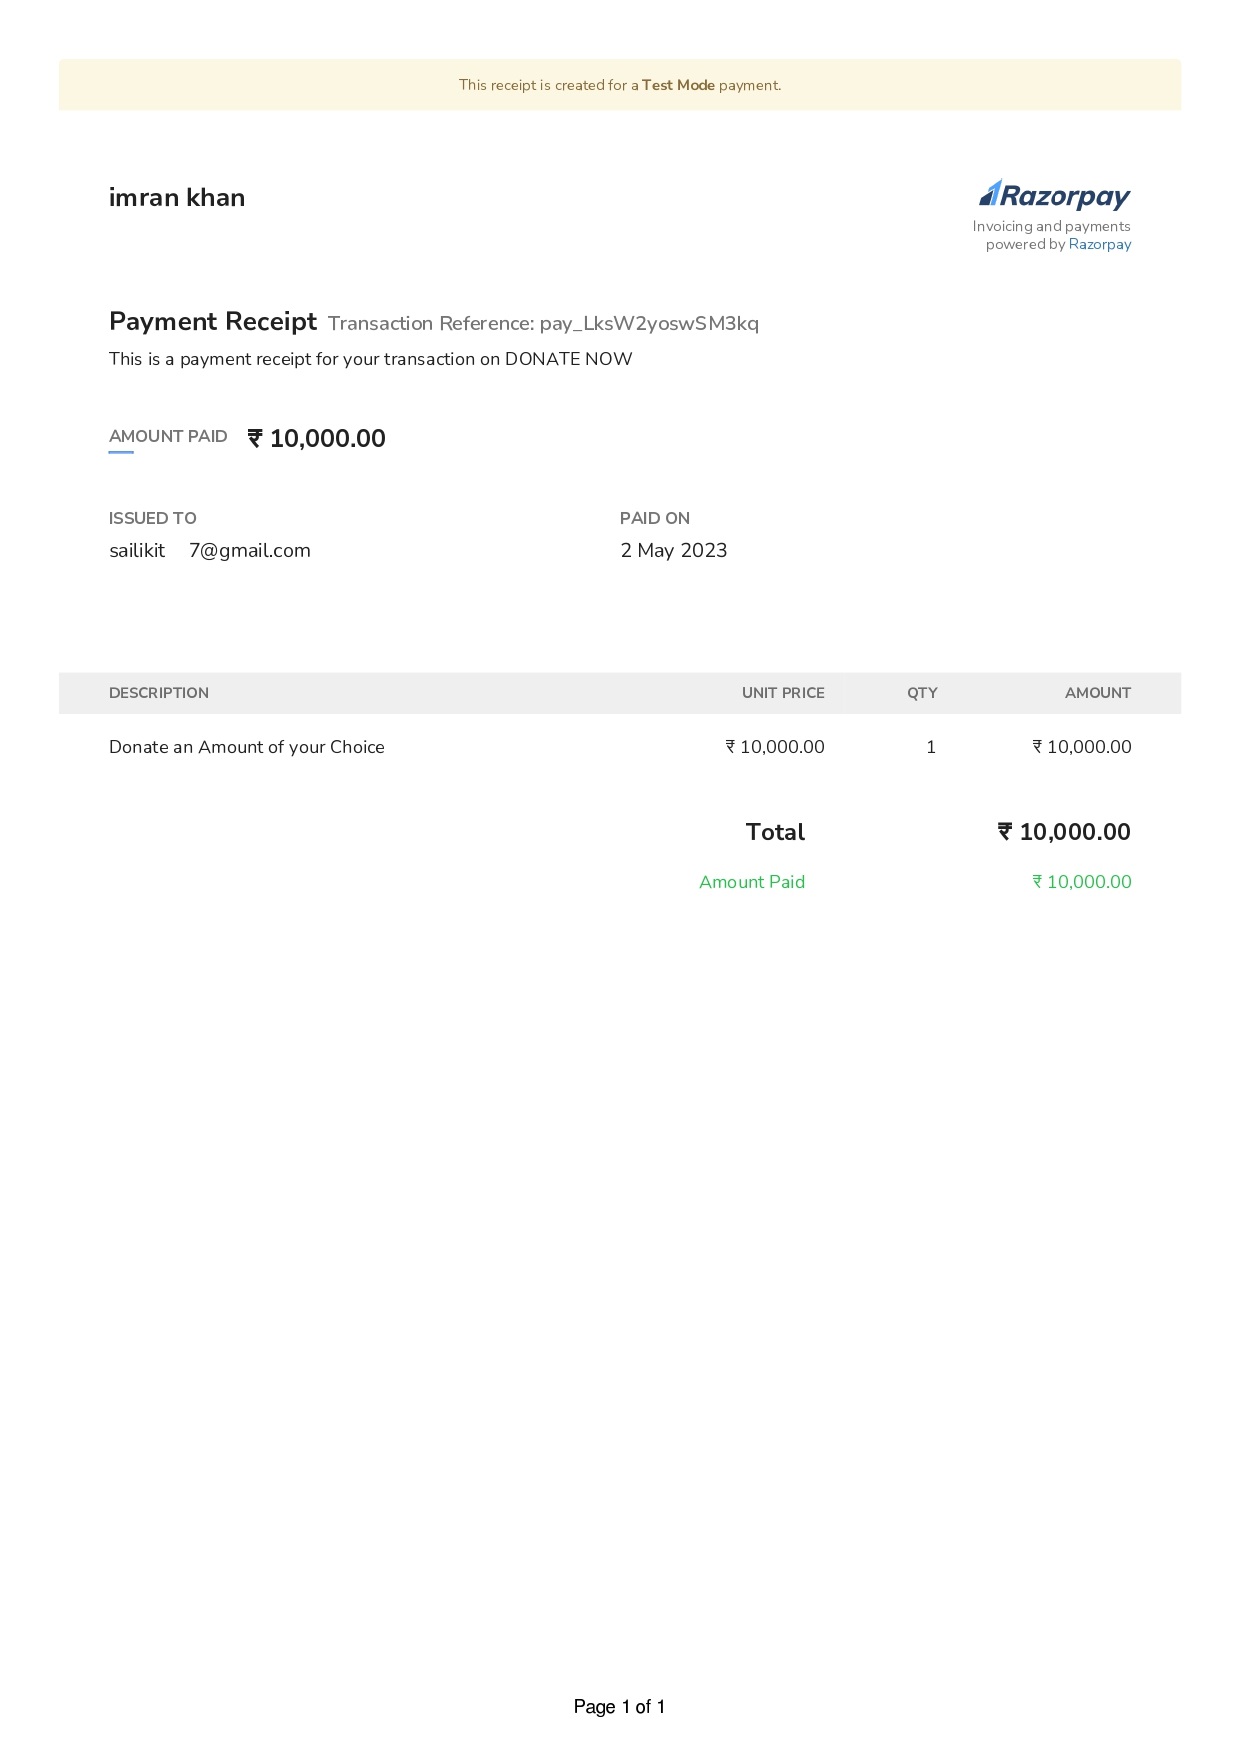 This receipt is created for a Test Mode payment.
imran khan
Razorpay
Invoicing and payments
powered by Razorpay
Payment Receipt Transaction Reference: pay_LksW2yoswSM3kq
This is a payment receipt for your transaction on DONATE NOW
AMOUNT PAID ₹ 10,000.00
ISSUED TO PAID ON
sailikit 7@gmail.com 2 May 2023
DESCRIPTION UNIT PRICE QTY AMOUNT
Donate an Amount of your Choice ₹ 10,000.00 1 ₹ 10,000.00
Total ₹ 10,000.00
Amount Paid ₹ 10,000.00
Page 1 of 1